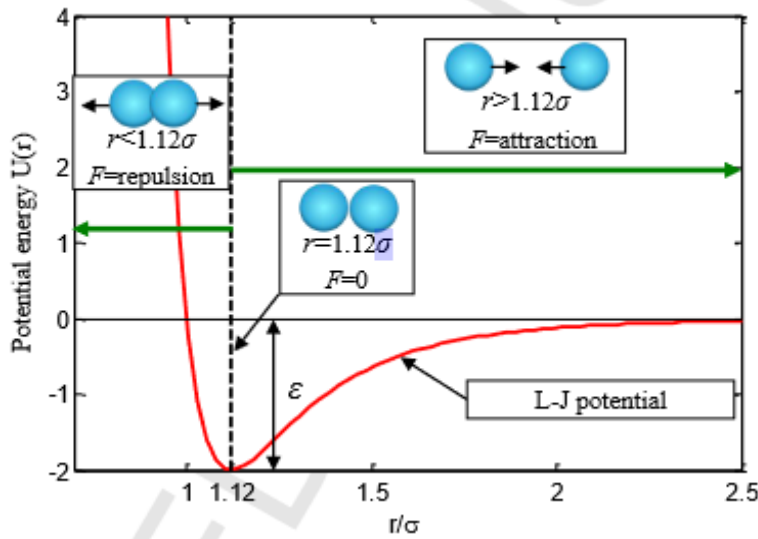 4
3
2
1
0
-1
-2
Potential energy U(r)
r<1.12σ
F=repulsion
r>1.12σ
F=attraction
r=1.12σ
F=0
ε
L-J potential
1
1.12
1.5
2
2.5
r/σ